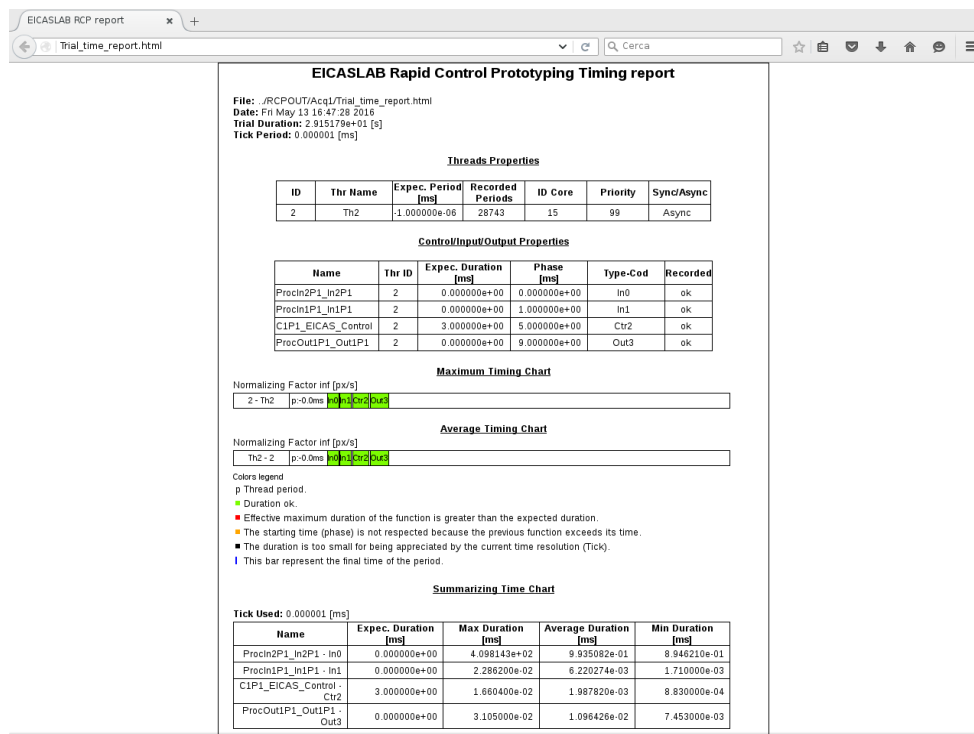 EICASLAB RCP report
Trial_time_report.html
Cerca
EICASLAB Rapid Control Prototyping Timing report
File: ../RCPOUT/Acq1/Trial_time_report.html
Date: Fri May 13 16:47:28 2016
Trial Duration: 2.915179e+01 [s]
Tick Period: 0.000001 [ms]
Threads Properties
ID Thr Name Expec. Period [ms] Recorded Periods ID Core Priority Sync/Async
2 Th2 -1.000000e-06 28743 15 99 Async
Control/Input/Output Properties
Name Thr ID Expec. Duration [ms] Phase [ms] Type-Cod Recorded
ProcIn2P1_In2P1 2 0.000000e+00 0.000000e+00 In0 ok
ProcIn1P1_In1P1 2 0.000000e+00 1.000000e+00 In1 ok
C1P1_EICAS_Control 2 3.000000e+00 5.000000e+00 Ctr2 ok
ProcOut1P1_Out1P1 2 0.000000e+00 9.000000e+00 Out3 ok
Maximum Timing Chart
Normalizing Factor inf [px/s]
2 - Th2 p:-0.0ms In0 In1 Ctr2 Out3
Average Timing Chart
Normalizing Factor inf [px/s]
Th2 - 2 p:-0.0ms In0 In1 Ctr2 Out3
Colors legend
p Thread period.
Duration ok.
Effective maximum duration of the function is greater than the expected duration.
The starting time (phase) is not respected because the previous function exceeds its time.
The duration is too small for being appreciated by the current time resolution (Tick).
This bar represent the final time of the period.
Summarizing Time Chart
Tick Used: 0.000001 [ms]
Name Expec. Duration [ms] Max Duration [ms] Average Duration [ms] Min Duration [ms]
ProcIn2P1_In2P1 - In0 0.000000e+00 4.098143e+02 9.935082e-01 8.946210e-01
ProcIn1P1_In1P1 - In1 0.000000e+00 2.286200e-02 6.220274e-03 1.710000e-03
C1P1_EICAS_Control - Ctr2 3.000000e+00 1.660400e-02 1.987820e-03 8.830000e-04
ProcOut1P1_Out1P1 - Out3 0.000000e+00 3.105000e-02 1.096426e-02 7.453000e-03